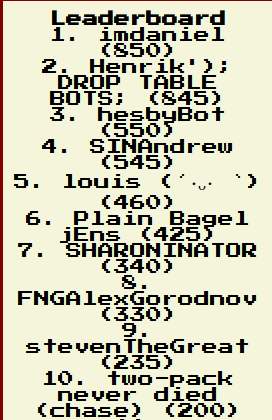 Leaderboard
1. imdaniel
(850)
2. Henrik');
DROP TABLE
BOTS; (845)
3. hesbyBot
(550)
4. SINAndrew
(545)
5. louis (´·ᴗ· `)
(460)
6. Plain Bagel
jEns (425)
7. SHARONINATOR
(340)
8.
FNGAlexGorodnov
(330)
9.
stevenTheGreat
(235)
10. two-pack
never died
(chase) (200)